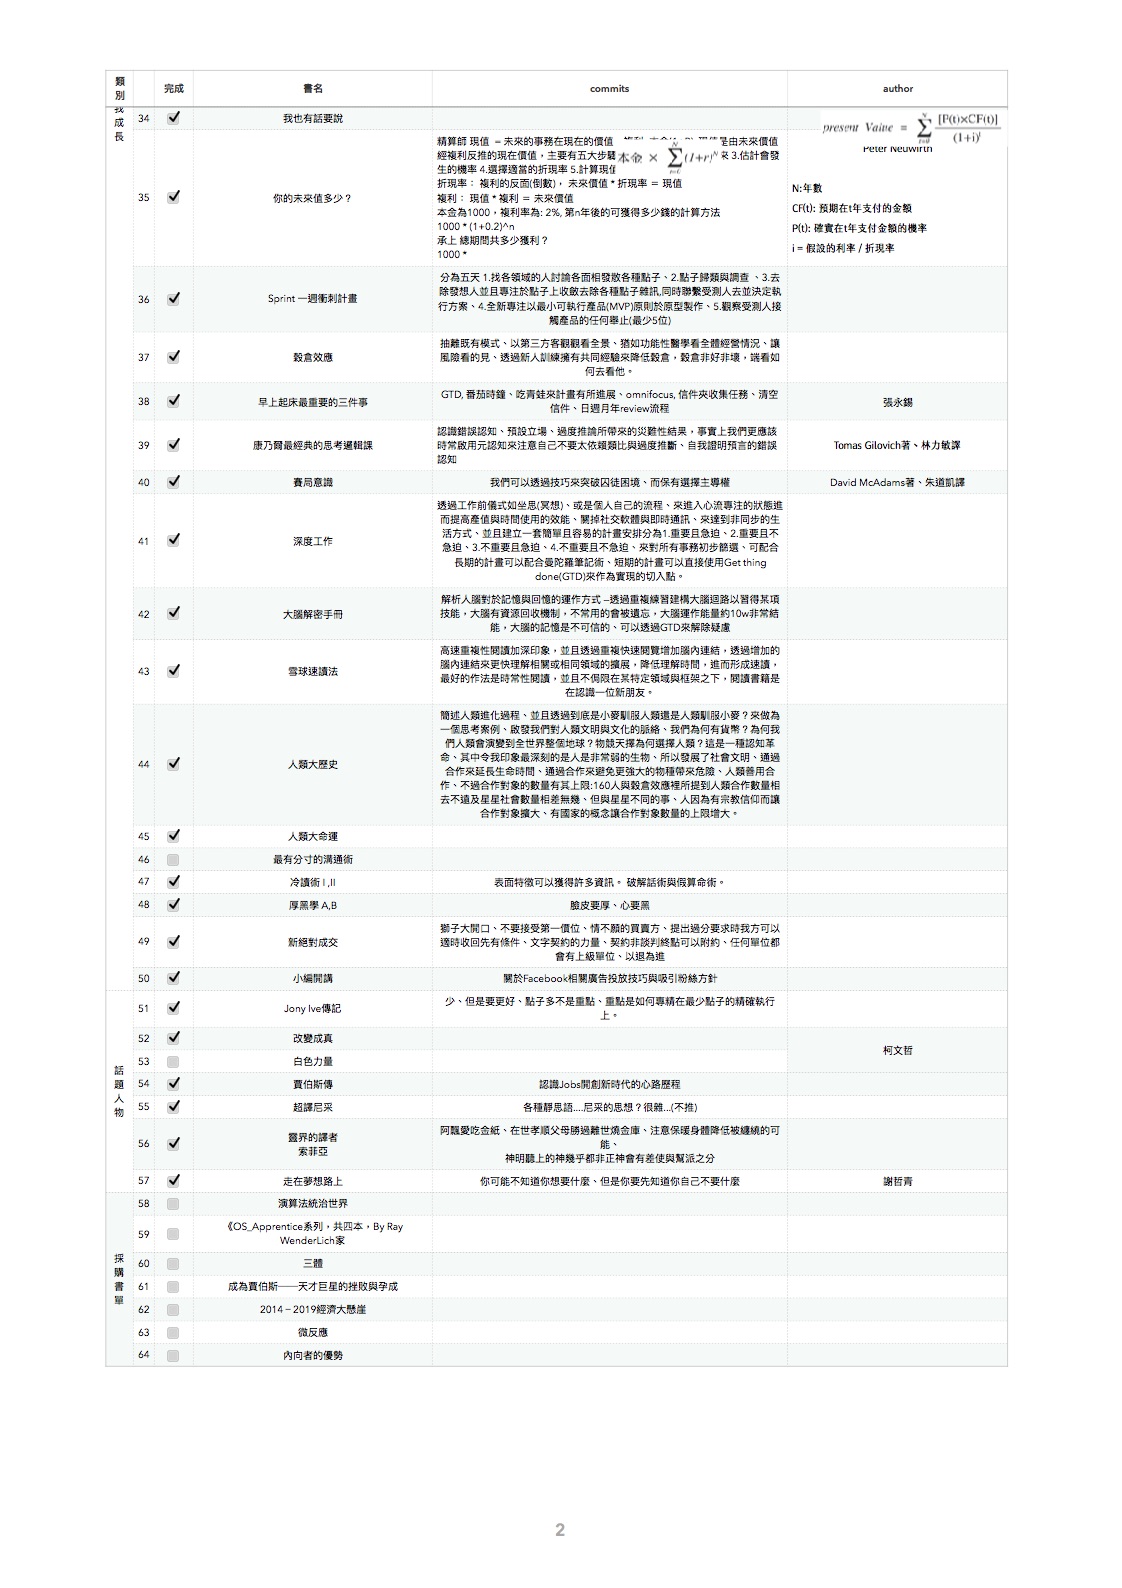 類別 完成 書名 commits author
我成長
34 我也有話要說
present Value = Σ [P(t)×CF(t)] / (1+i)^t
35 你的未來值多少？
精算師 現值 = 未來的事務在現在的價值
是由未來價值
經複利反推的現在價值，主要有五大步驟
來 3.估計會發
生的機率 4.選擇適當的折現率 5.計算現值
本金 × Σ(1+r)^N
折現率： 複利的反面(倒數)， 未來價值 * 折現率 = 現值
複利： 現值 * 複利 = 未來價值
本金為1000，複利率為: 2%, 第n年後的可獲得多少錢的計算方法
1000 * (1+0.2)^n
承上 總期間共多少獲利？
1000 *
Peter Neuwirth
N:年數
CF(t): 預期在t年支付的金額
P(t): 確實在t年支付金額的機率
i = 假設的利率 / 折現率
36 Sprint 一週衝刺計畫
分為五天 1.找各領域的人討論各面相發散各種點子、2.點子歸類與調查 、3.去
除發想人並且專注於點子上收斂去除各種點子雜訊,同時聯繫受測人去並決定執
行方案、4.全新專注以最小可執行產品(MVP)原則於原型製作、5.觀察受測人接
觸產品的任何舉止(最少5位)
37 穀倉效應
抽離既有模式、以第三方客觀觀看全景、猶如功能性醫學看全體經營情況、讓
風險看的見、透過新人訓練擁有共同經驗來降低穀倉，穀倉非好非壞，端看如
何去看他。
38 早上起床最重要的三件事
GTD, 番茄時鐘、吃青蛙來計畫有所進展、omnifocus, 信件夾收集任務、清空
信件、日週月年review流程
張永錫
39 康乃爾最經典的思考邏輯課
認識錯誤認知、預設立場、過度推論所帶來的災難性結果，事實上我們更應該
時常啟用元認知來注意自己不要太依賴類比與過度推斷、自我證明預言的錯誤
認知
Tomas Gilovich著、林力敏譯
40 賽局意識 我們可以透過技巧來突破囚徒困境、而保有選擇主導權 David McAdams著、朱道凱譯
41 深度工作
透過工作前儀式如坐思(冥想)、或是個人自己的流程、來進入心流專注的狀態進
而提高產值與時間使用的效能、關掉社交軟體與即時通訊、來達到非同步的生
活方式、並且建立一套簡單且容易的計畫安排分為1.重要且急迫、2.重要且不
急迫、3.不重要且急迫、4.不重要且不急迫、來對所有事務初步篩選、可配合
長期的計畫可以配合曼陀羅筆記術、短期的計畫可以直接使用Get thing
done(GTD)來作為實現的切入點。
42 大腦解密手冊
解析人腦對於記憶與回憶的運作方式 –透過重複練習建構大腦迴路以習得某項
技能，大腦有資源回收機制，不常用的會被遺忘，大腦運作能量約10w非常結
能，大腦的記憶是不可信的、可以透過GTD來解除疑慮
43 雪球速讀法
高速重複性閱讀加深印象，並且透過重複快速閱覽增加腦內連結，透過增加的
腦內連結來更快理解相關或相同領域的擴展，降低理解時間，進而形成速讀，
最好的作法是時常性閱讀，並且不侷限在某特定領域與框架之下，閱讀書籍是
在認識一位新朋友。
44 人類大歷史
簡述人類進化過程、並且透過到底是小麥馴服人類還是人類馴服小麥？來做為
一個思考案例、啟發我們對人類文明與文化的脈絡、我們為何有貨幣？為何我
們人類會演變到全世界整個地球？物競天擇為何選擇人類？這是一種認知革
命、其中令我印象最深刻的是人是非常弱的生物、所以發展了社會文明、通過
合作來延長生命時間、通過合作來避免更強大的物種帶來危險、人類善用合
作、不過合作對象的數量有其上限:160人與穀倉效應裡所提到人類合作數量相
去不遠及星星社會數量相差無幾、但與星星不同的事、人因為有宗教信仰而讓
合作對象擴大、有國家的概念讓合作對象數量的上限增大。
45 人類大命運
46 最有分寸的溝通術
47 冷讀術 I ,II 表面特徵可以獲得許多資訊。 破解話術與假算命術。
48 厚黑學 A,B 臉皮要厚、心要黑
49 新絕對成交
獅子大開口、不要接受第一價位、情不願的買賣方、提出過分要求時我方可以
適時收回先有條件、文字契約的力量、契約非談判終點可以附約、任何單位都
會有上級單位、以退為進
50 小編開講 關於Facebook相關廣告投放技巧與吸引粉絲方針
話題人物
51 Jony Ive傳記
少、但是要更好、點子多不是重點、重點是如何專精在最少點子的精確執行
上。
52 改變成真
柯文哲
53 白色力量
54 賈伯斯傳 認識Jobs開創新時代的心路歷程
55 超譯尼采 各種靜思語....尼采的思想？很雜...(不推)
56 靈界的譯者
索菲亞
阿飄愛吃金紙、在世孝順父母勝過離世燒金庫、注意保暖身體降低被纏繞的可
能、
神明聽上的神幾乎都非正神會有差使與幫派之分
57 走在夢想路上 你可能不知道你想要什麼、但是你要先知道你自己不要什麼 謝哲青
採購書單
58 演算法統治世界
59 《OS_Apprentice系列，共四本，By Ray
WenderLich家
60 三體
61 成為賈伯斯──天才巨星的挫敗與孕成
62 2014 – 2019經濟大懸崖
63 微反應
64 內向者的優勢
2